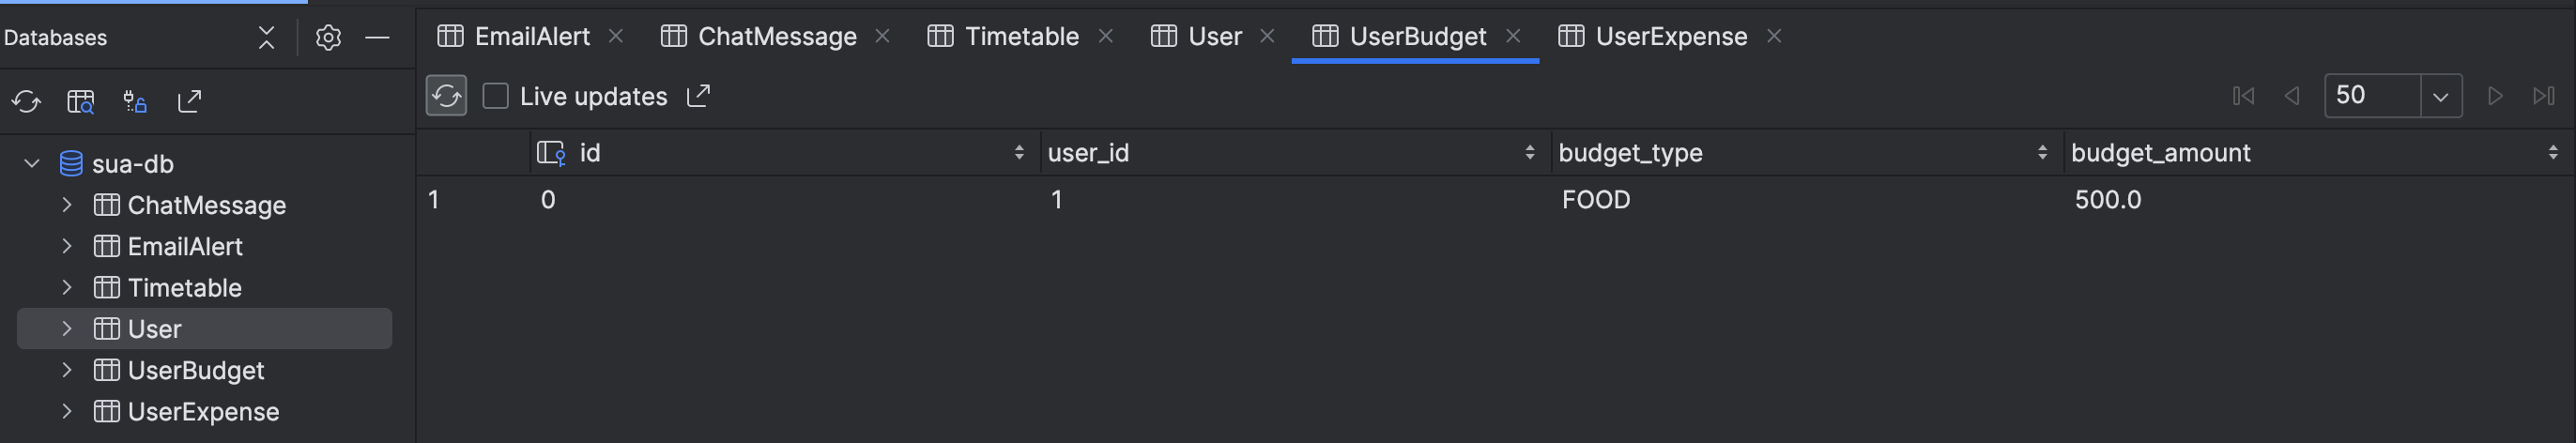 Databases
EmailAlert
ChatMessage
Timetable
User
UserBudget
UserExpense
Live updates
50
sua-db
ChatMessage
EmailAlert
Timetable
User
UserBudget
UserExpense
id user_id budget_type budget_amount
1 0 1 FOOD 500.0